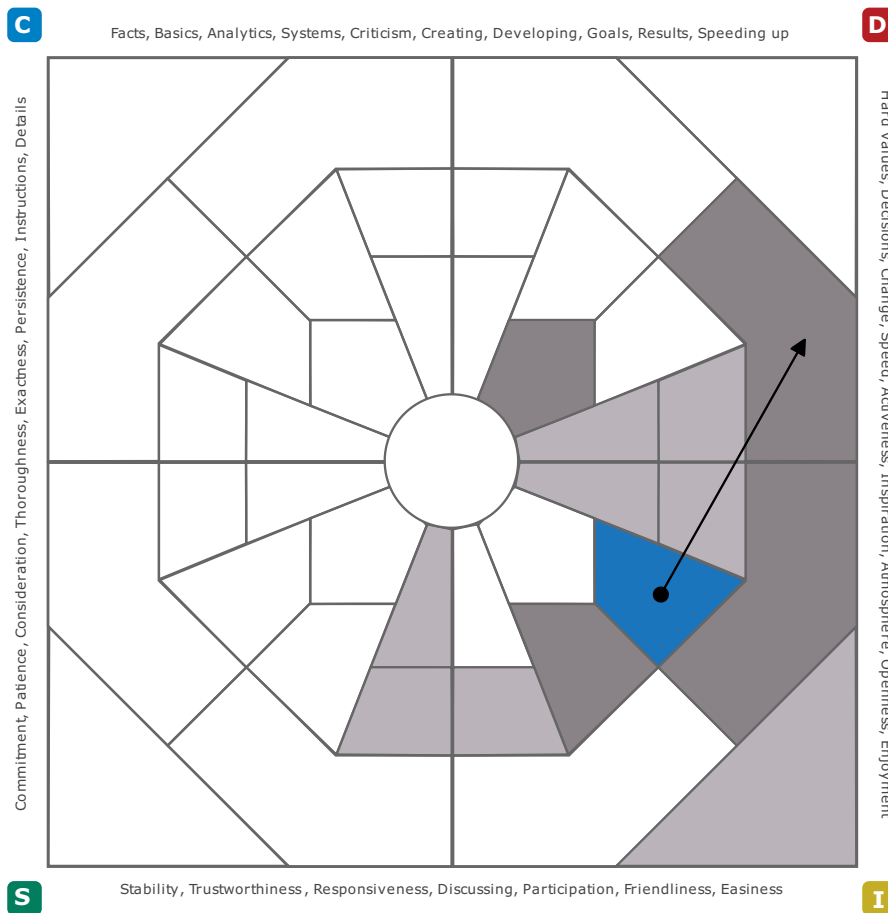 C
D
Facts, Basics, Analytics, Systems, Criticism, Creating, Developing, Goals, Results, Speeding up
Commitment, Patience, Consideration, Thoroughness, Exactness, Persistence, Instructions, Details
Hard values, Decisions, Change, Speed, Activeness, Inspiration, Atmosphere, Openness, Enjoyment
S
Stability, Trustworthiness, Responsiveness, Discussing, Participation, Friendliness, Easiness
I